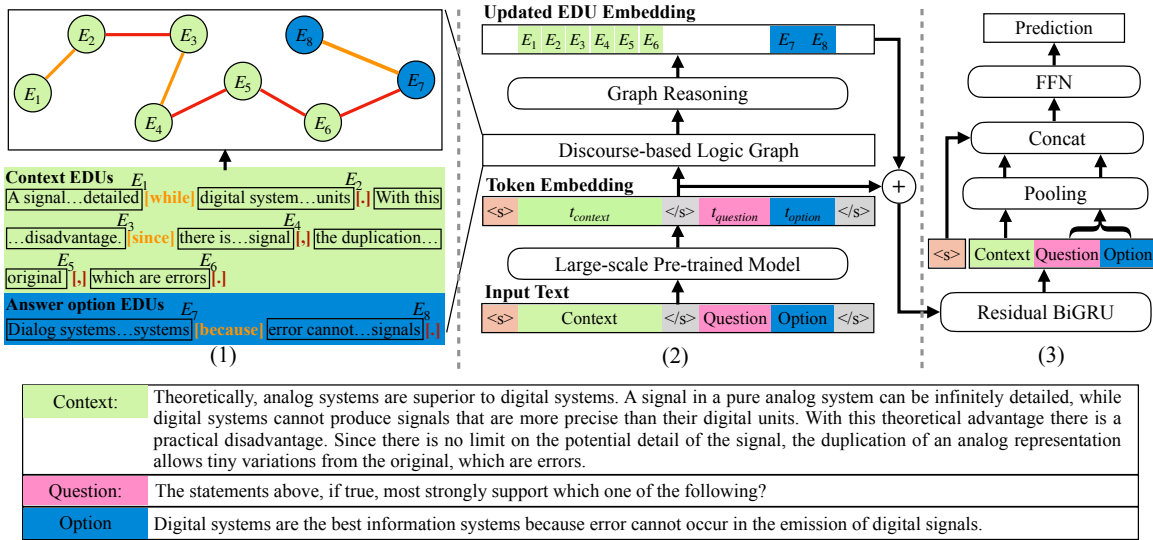 E1
E2
E3
E4
E5
E6
E7
E8
Context EDUs
E1 E2
A signal…detailed [while] digital system…units [.] With this
E3 E4
…disadvantage. [since] there is…signal [,] the duplication…
E5 E6
original [,] which are errors [.]
Answer option EDUs E7 E8
Dialog systems…systems [because] error cannot…signals [.]
(1)
Updated EDU Embedding
E1 E2 E3 E4 E5 E6 E7 E8
Graph Reasoning
Discourse-based Logic Graph
Token Embedding
<s> tcontext </s> tquestion toption </s>
Large-scale Pre-trained Model
Input Text
<s> Context </s> Question Option </s>
(2)
+
Prediction
FFN
Concat
Pooling
<s> Context Question Option
Residual BiGRU
(3)
Context: Theoretically, analog systems are superior to digital systems. A signal in a pure analog system can be infinitely detailed, while
digital systems cannot produce signals that are more precise than their digital units. With this theoretical advantage there is a
practical disadvantage. Since there is no limit on the potential detail of the signal, the duplication of an analog representation
allows tiny variations from the original, which are errors.
Question: The statements above, if true, most strongly support which one of the following?
Option Digital systems are the best information systems because error cannot occur in the emission of digital signals.